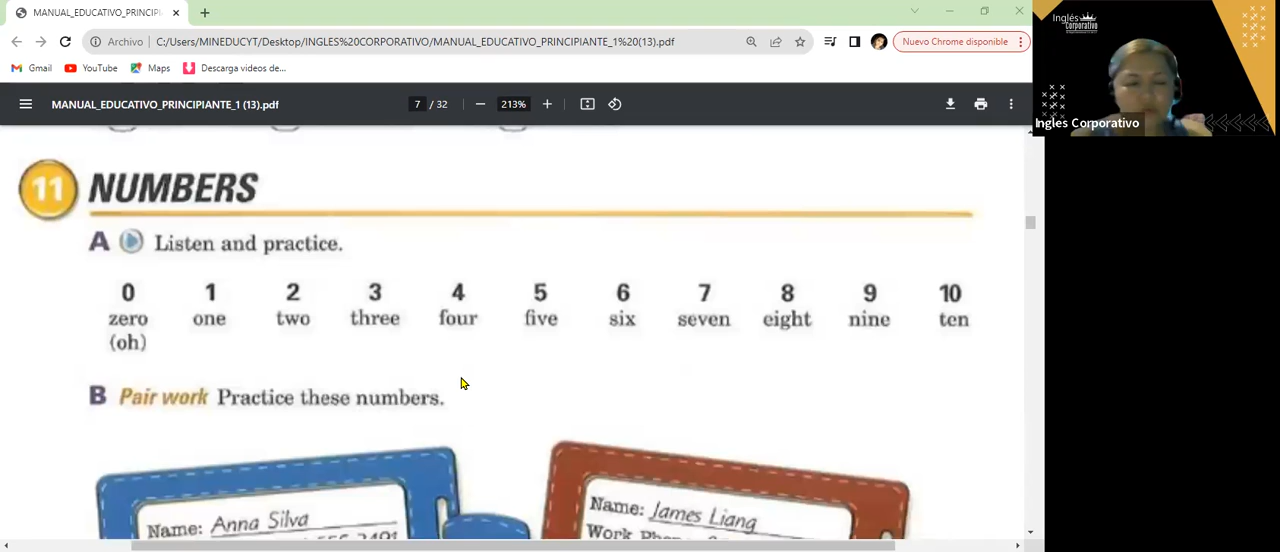 MANUAL_EDUCATIVO_PRINCIPI
Archivo
C:/Users/MINEDUCYT/Desktop/INGLES%20CORPORATIVO/MANUAL_EDUCATIVO_PRINCIPIANTE_1%20(13).pdf
Nuevo Chrome disponible
Gmail
YouTube
Maps
Descarga videos de...
MANUAL_EDUCATIVO_PRINCIPIANTE_1 (13).pdf
7 / 32
213%
Inglés
Corporativo
Ingles Corporativo
11 NUMBERS
A Listen and practice.
0 1 2 3 4 5 6 7 8 9 10
zero one two three four five six seven eight nine ten
(oh)
B Pair work Practice these numbers.
Name: Anna Silva
Name: James Liang